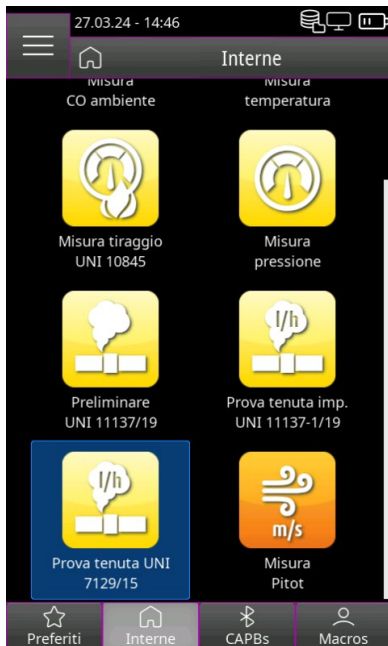 27.03.24 - 14:46
Interne
Misura
CO ambiente
Misura
temperatura
Misura tiraggio
UNI 10845
Misura
pressione
l/h
Preliminare
UNI 11137/19
Prova tenuta imp.
UNI 11137-1/19
l/h
m/s
Prova tenuta UNI
7129/15
Misura
Pitot
Preferiti
Interne
CAPBs
Macros